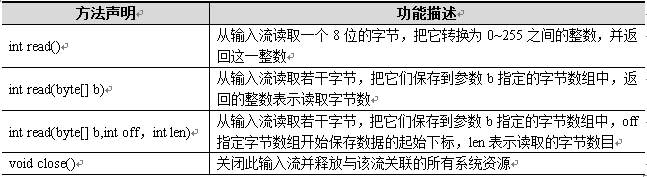 方法声明 功能描述
int read() 从输入流读取一个 8 位的字节，把它转换为 0~255 之间的整数，并返
回这一整数
int read(byte[] b) 从输入流读取若干字节，把它们保存到参数 b 指定的字节数组中，返
回的整数表示读取字节数
int read(byte[] b,int off，int len) 从输入流读取若干字节，把它们保存到参数 b 指定的字节数组中，off
指定字节数组开始保存数据的起始下标，len 表示读取的字节数目
void close() 关闭此输入流并释放与该流关联的所有系统资源